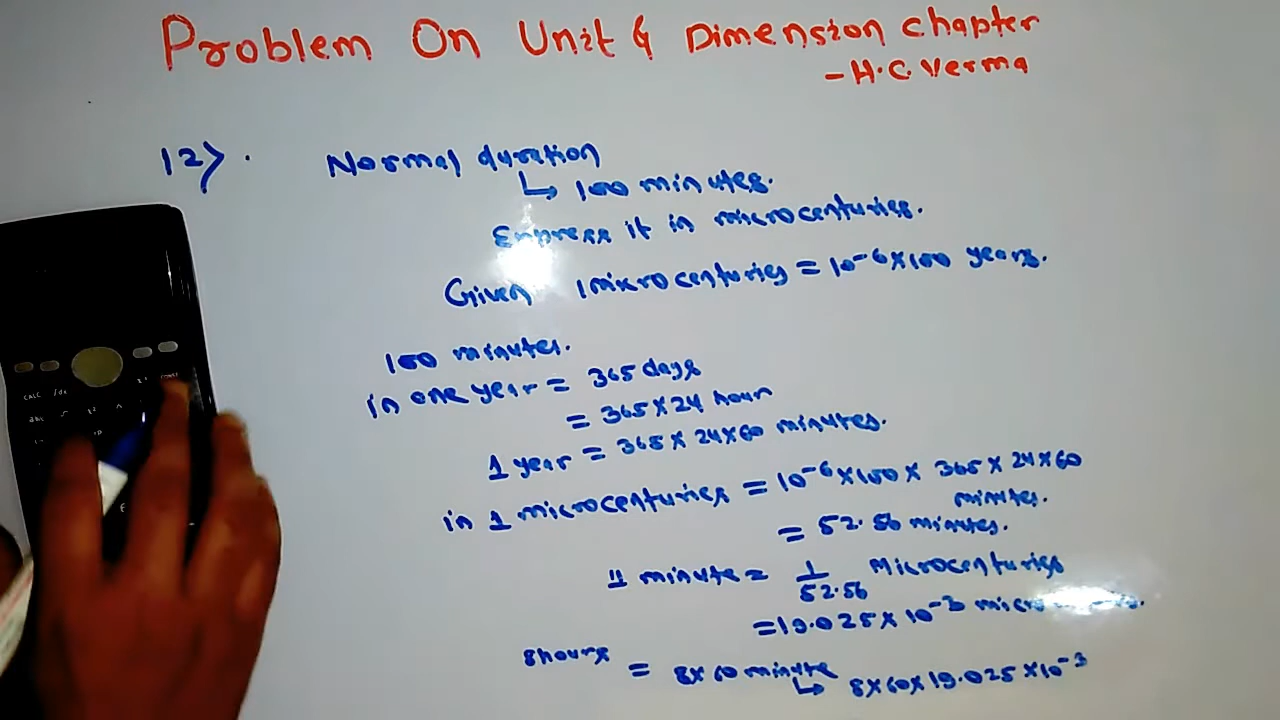 Problem On Unit & Dimension Chapter
- H.C. Verma
12>. Normal duration
↳ 100 minutes.
Express it in microcenturies.
Given 1 microcenturies = 10⁻⁶ × 100 years.
100 minutes.
in one year = 365 days
= 365 × 24 hour
1 year = 365 × 24 × 60 minutes.
in 1 microcenturies = 10⁻⁶ × 100 × 365 × 24 × 60
minutes.
= 52.56 minutes.
1 minute = 1/52.56 Microcenturies
= 19.025 × 10⁻³
8 hours = 8 × 60 minute
↳ 8 × 60 × 19.025 × 10⁻³